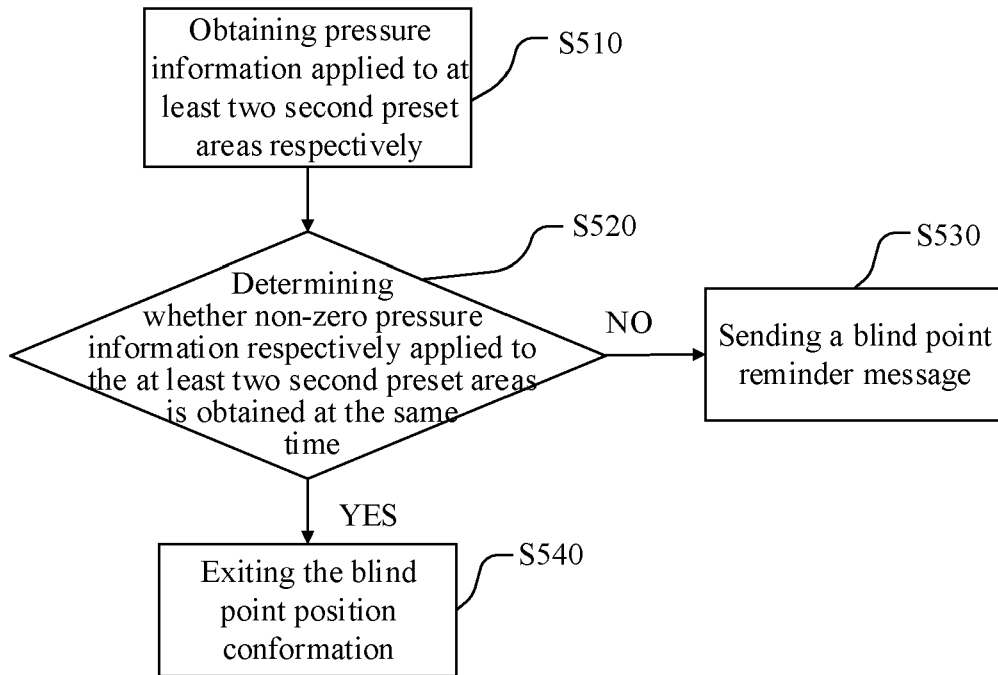 Obtaining pressure
information applied to at
least two second preset
areas respectively
S510
S520
Determining
whether non-zero pressure
information respectively applied to
the at least two second preset areas
is obtained at the same
time
NO
S530
Sending a blind point
reminder message
YES
S540
Exiting the blind
point position
conformation